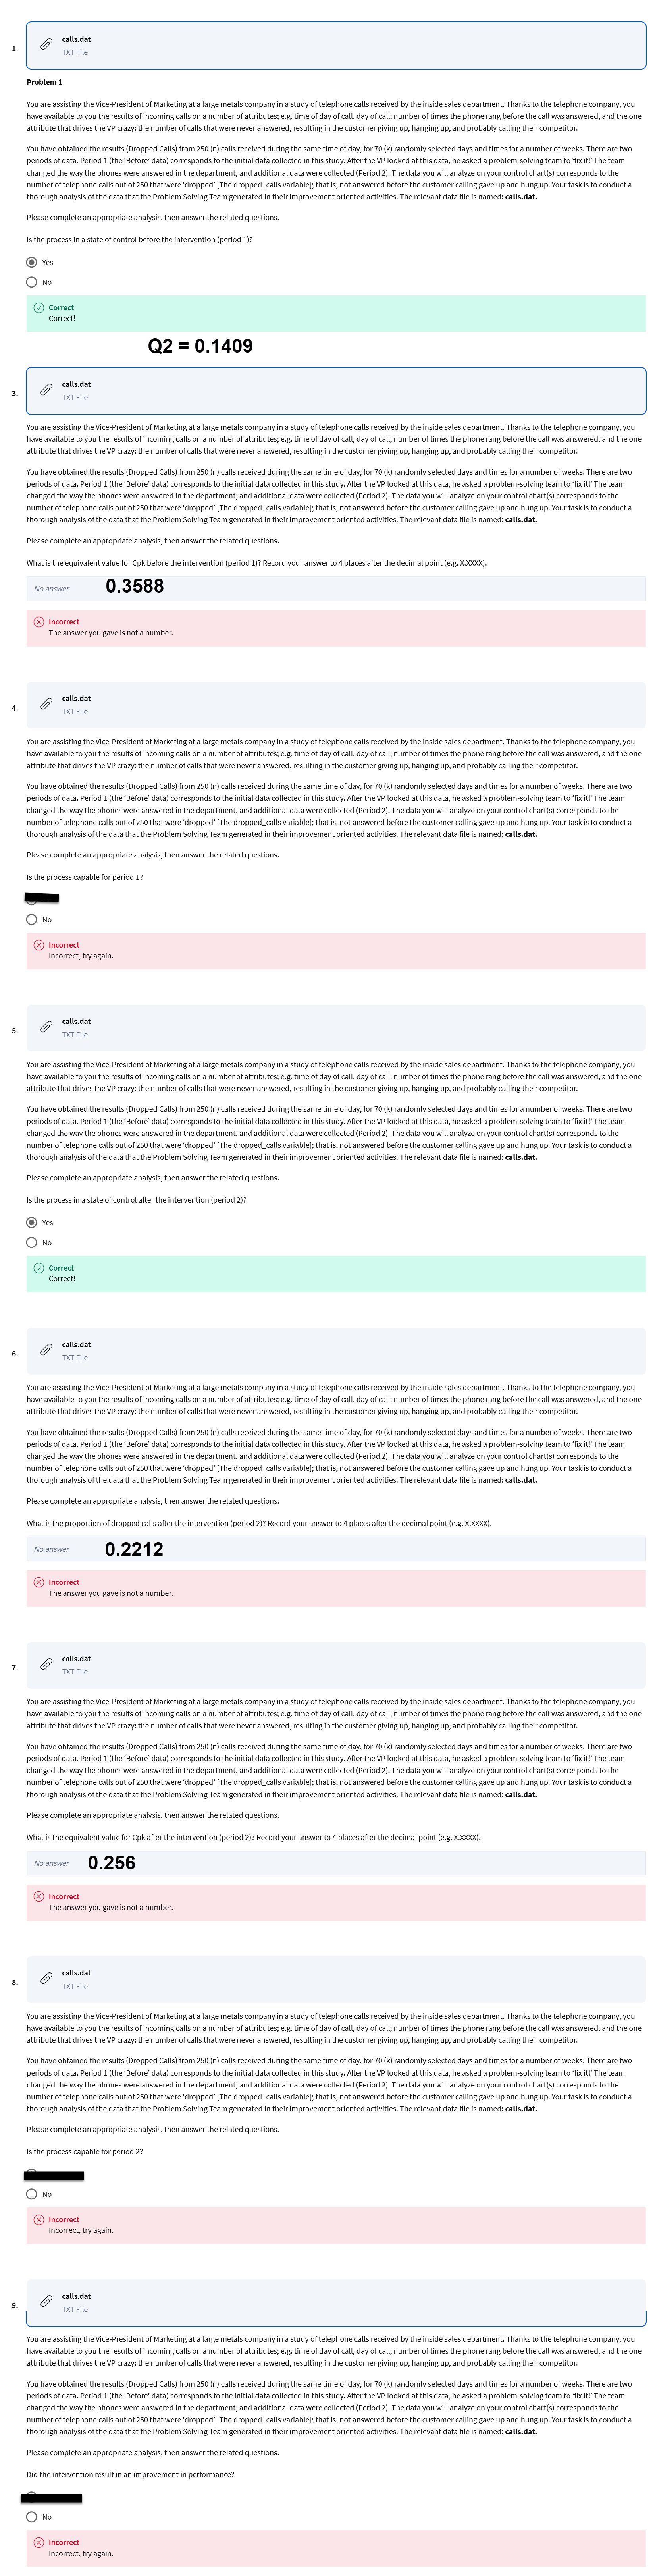 1.
calls.dat
TXT File
Problem 1
You are assisting the Vice-President of Marketing at a large metals company in a study of telephone calls received by the inside sales department. Thanks to the telephone company, you
have available to you the results of incoming calls on a number of attributes; e.g. time of day of call, day of call; number of times the phone rang before the call was answered, and the one
attribute that drives the VP crazy: the number of calls that were never answered, resulting in the customer giving up, hanging up, and probably calling their competitor.
You have obtained the results (Dropped Calls) from 250 (n) calls received during the same time of day, for 70 (k) randomly selected days and times for a number of weeks. There are two
periods of data. Period 1 (the 'Before' data) corresponds to the initial data collected in this study. After the VP looked at this data, he asked a problem-solving team to 'fix it!' The team
changed the way the phones were answered in the department, and additional data were collected (Period 2). The data you will analyze on your control chart(s) corresponds to the
number of telephone calls out of 250 that were 'dropped' [The dropped_calls variable]; that is, not answered before the customer calling gave up and hung up. Your task is to conduct a
thorough analysis of the data that the Problem Solving Team generated in their improvement oriented activities. The relevant data file is named: calls.dat.
Please complete an appropriate analysis, then answer the related questions.
Is the process in a state of control before the intervention (period 1)?
Yes
No
Correct
Correct!
Q2 = 0.1409
3.
calls.dat
TXT File
You are assisting the Vice-President of Marketing at a large metals company in a study of telephone calls received by the inside sales department. Thanks to the telephone company, you
have available to you the results of incoming calls on a number of attributes; e.g. time of day of call, day of call; number of times the phone rang before the call was answered, and the one
attribute that drives the VP crazy: the number of calls that were never answered, resulting in the customer giving up, hanging up, and probably calling their competitor.
You have obtained the results (Dropped Calls) from 250 (n) calls received during the same time of day, for 70 (k) randomly selected days and times for a number of weeks. There are two
periods of data. Period 1 (the 'Before' data) corresponds to the initial data collected in this study. After the VP looked at this data, he asked a problem-solving team to 'fix it!' The team
changed the way the phones were answered in the department, and additional data were collected (Period 2). The data you will analyze on your control chart(s) corresponds to the
number of telephone calls out of 250 that were 'dropped' [The dropped_calls variable]; that is, not answered before the customer calling gave up and hung up. Your task is to conduct a
thorough analysis of the data that the Problem Solving Team generated in their improvement oriented activities. The relevant data file is named: calls.dat.
Please complete an appropriate analysis, then answer the related questions.
What is the equivalent value for Cpk before the intervention (period 1)? Record your answer to 4 places after the decimal point (e.g. X.XXXX).
No answer 0.3588
Incorrect
The answer you gave is not a number.
4.
calls.dat
TXT File
You are assisting the Vice-President of Marketing at a large metals company in a study of telephone calls received by the inside sales department. Thanks to the telephone company, you
have available to you the results of incoming calls on a number of attributes; e.g. time of day of call, day of call; number of times the phone rang before the call was answered, and the one
attribute that drives the VP crazy: the number of calls that were never answered, resulting in the customer giving up, hanging up, and probably calling their competitor.
You have obtained the results (Dropped Calls) from 250 (n) calls received during the same time of day, for 70 (k) randomly selected days and times for a number of weeks. There are two
periods of data. Period 1 (the 'Before' data) corresponds to the initial data collected in this study. After the VP looked at this data, he asked a problem-solving team to 'fix it!' The team
changed the way the phones were answered in the department, and additional data were collected (Period 2). The data you will analyze on your control chart(s) corresponds to the
number of telephone calls out of 250 that were 'dropped' [The dropped_calls variable]; that is, not answered before the customer calling gave up and hung up. Your task is to conduct a
thorough analysis of the data that the Problem Solving Team generated in their improvement oriented activities. The relevant data file is named: calls.dat.
Please complete an appropriate analysis, then answer the related questions.
Is the process capable for period 1?
No
Incorrect
Incorrect, try again.
5.
calls.dat
TXT File
You are assisting the Vice-President of Marketing at a large metals company in a study of telephone calls received by the inside sales department. Thanks to the telephone company, you
have available to you the results of incoming calls on a number of attributes; e.g. time of day of call, day of call; number of times the phone rang before the call was answered, and the one
attribute that drives the VP crazy: the number of calls that were never answered, resulting in the customer giving up, hanging up, and probably calling their competitor.
You have obtained the results (Dropped Calls) from 250 (n) calls received during the same time of day, for 70 (k) randomly selected days and times for a number of weeks. There are two
periods of data. Period 1 (the 'Before' data) corresponds to the initial data collected in this study. After the VP looked at this data, he asked a problem-solving team to 'fix it!' The team
changed the way the phones were answered in the department, and additional data were collected (Period 2). The data you will analyze on your control chart(s) corresponds to the
number of telephone calls out of 250 that were 'dropped' [The dropped_calls variable]; that is, not answered before the customer calling gave up and hung up. Your task is to conduct a
thorough analysis of the data that the Problem Solving Team generated in their improvement oriented activities. The relevant data file is named: calls.dat.
Please complete an appropriate analysis, then answer the related questions.
Is the process in a state of control after the intervention (period 2)?
Yes
No
Correct
Correct!
6.
calls.dat
TXT File
You are assisting the Vice-President of Marketing at a large metals company in a study of telephone calls received by the inside sales department. Thanks to the telephone company, you
have available to you the results of incoming calls on a number of attributes; e.g. time of day of call, day of call; number of times the phone rang before the call was answered, and the one
attribute that drives the VP crazy: the number of calls that were never answered, resulting in the customer giving up, hanging up, and probably calling their competitor.
You have obtained the results (Dropped Calls) from 250 (n) calls received during the same time of day, for 70 (k) randomly selected days and times for a number of weeks. There are two
periods of data. Period 1 (the 'Before' data) corresponds to the initial data collected in this study. After the VP looked at this data, he asked a problem-solving team to 'fix it!' The team
changed the way the phones were answered in the department, and additional data were collected (Period 2). The data you will analyze on your control chart(s) corresponds to the
number of telephone calls out of 250 that were 'dropped' [The dropped_calls variable]; that is, not answered before the customer calling gave up and hung up. Your task is to conduct a
thorough analysis of the data that the Problem Solving Team generated in their improvement oriented activities. The relevant data file is named: calls.dat.
Please complete an appropriate analysis, then answer the related questions.
What is the proportion of dropped calls after the intervention (period 2)? Record your answer to 4 places after the decimal point (e.g. X.XXXX).
No answer 0.2212
Incorrect
The answer you gave is not a number.
7.
calls.dat
TXT File
You are assisting the Vice-President of Marketing at a large metals company in a study of telephone calls received by the inside sales department. Thanks to the telephone company, you
have available to you the results of incoming calls on a number of attributes; e.g. time of day of call, day of call; number of times the phone rang before the call was answered, and the one
attribute that drives the VP crazy: the number of calls that were never answered, resulting in the customer giving up, hanging up, and probably calling their competitor.
You have obtained the results (Dropped Calls) from 250 (n) calls received during the same time of day, for 70 (k) randomly selected days and times for a number of weeks. There are two
periods of data. Period 1 (the 'Before' data) corresponds to the initial data collected in this study. After the VP looked at this data, he asked a problem-solving team to 'fix it!' The team
changed the way the phones were answered in the department, and additional data were collected (Period 2). The data you will analyze on your control chart(s) corresponds to the
number of telephone calls out of 250 that were 'dropped' [The dropped_calls variable]; that is, not answered before the customer calling gave up and hung up. Your task is to conduct a
thorough analysis of the data that the Problem Solving Team generated in their improvement oriented activities. The relevant data file is named: calls.dat.
Please complete an appropriate analysis, then answer the related questions.
What is the equivalent value for Cpk after the intervention (period 2)? Record your answer to 4 places after the decimal point (e.g. X.XXXX).
No answer 0.256
Incorrect
The answer you gave is not a number.
8.
calls.dat
TXT File
You are assisting the Vice-President of Marketing at a large metals company in a study of telephone calls received by the inside sales department. Thanks to the telephone company, you
have available to you the results of incoming calls on a number of attributes; e.g. time of day of call, day of call; number of times the phone rang before the call was answered, and the one
attribute that drives the VP crazy: the number of calls that were never answered, resulting in the customer giving up, hanging up, and probably calling their competitor.
You have obtained the results (Dropped Calls) from 250 (n) calls received during the same time of day, for 70 (k) randomly selected days and times for a number of weeks. There are two
periods of data. Period 1 (the 'Before' data) corresponds to the initial data collected in this study. After the VP looked at this data, he asked a problem-solving team to 'fix it!' The team
changed the way the phones were answered in the department, and additional data were collected (Period 2). The data you will analyze on your control chart(s) corresponds to the
number of telephone calls out of 250 that were 'dropped' [The dropped_calls variable]; that is, not answered before the customer calling gave up and hung up. Your task is to conduct a
thorough analysis of the data that the Problem Solving Team generated in their improvement oriented activities. The relevant data file is named: calls.dat.
Please complete an appropriate analysis, then answer the related questions.
Is the process capable for period 2?
No
Incorrect
Incorrect, try again.
9.
calls.dat
TXT File
You are assisting the Vice-President of Marketing at a large metals company in a study of telephone calls received by the inside sales department. Thanks to the telephone company, you
have available to you the results of incoming calls on a number of attributes; e.g. time of day of call, day of call; number of times the phone rang before the call was answered, and the one
attribute that drives the VP crazy: the number of calls that were never answered, resulting in the customer giving up, hanging up, and probably calling their competitor.
You have obtained the results (Dropped Calls) from 250 (n) calls received during the same time of day, for 70 (k) randomly selected days and times for a number of weeks. There are two
periods of data. Period 1 (the 'Before' data) corresponds to the initial data collected in this study. After the VP looked at this data, he asked a problem-solving team to 'fix it!' The team
changed the way the phones were answered in the department, and additional data were collected (Period 2). The data you will analyze on your control chart(s) corresponds to the
number of telephone calls out of 250 that were 'dropped' [The dropped_calls variable]; that is, not answered before the customer calling gave up and hung up. Your task is to conduct a
thorough analysis of the data that the Problem Solving Team generated in their improvement oriented activities. The relevant data file is named: calls.dat.
Please complete an appropriate analysis, then answer the related questions.
Did the intervention result in an improvement in performance?
No
Incorrect
Incorrect, try again.